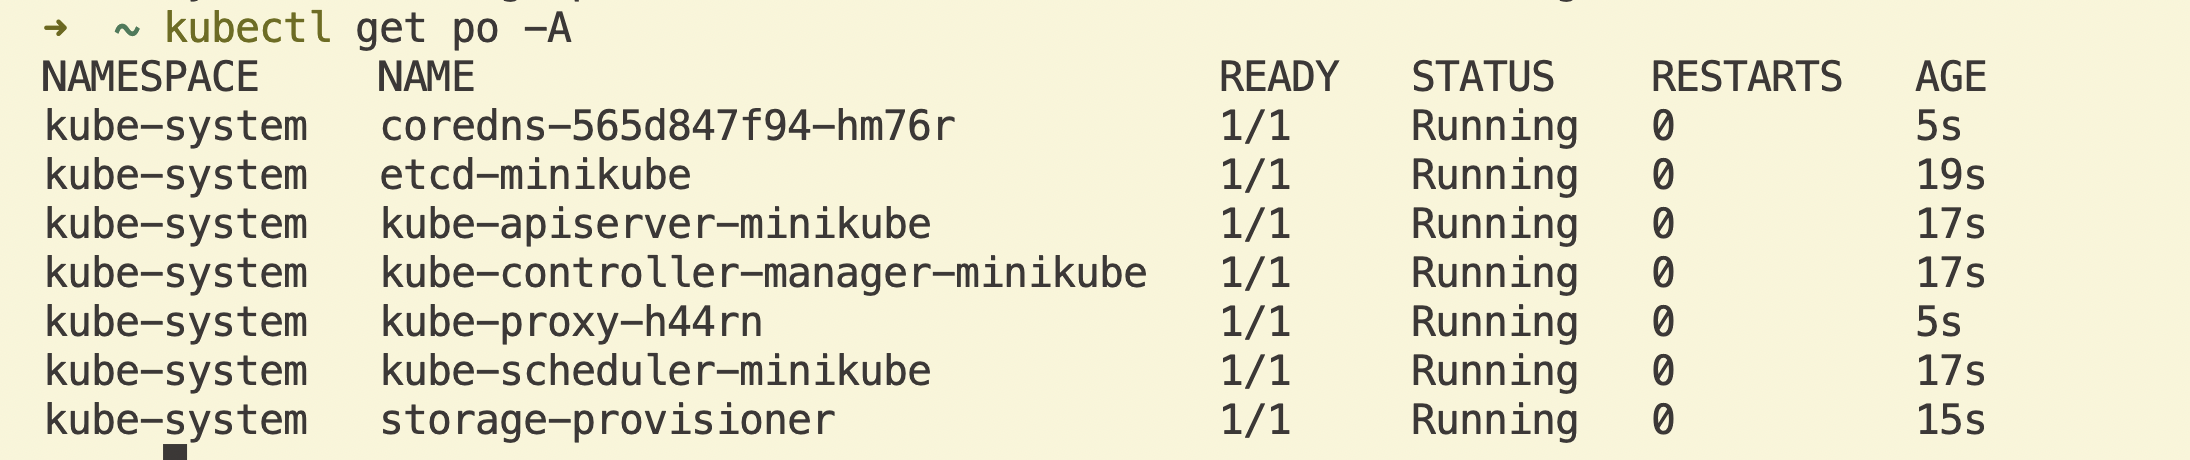 ➜  ~ kubectl get po -A
NAMESPACE     NAME                               READY   STATUS    RESTARTS   AGE
kube-system   coredns-565d847f94-hm76r           1/1     Running   0          5s
kube-system   etcd-minikube                      1/1     Running   0          19s
kube-system   kube-apiserver-minikube            1/1     Running   0          17s
kube-system   kube-controller-manager-minikube   1/1     Running   0          17s
kube-system   kube-proxy-h44rn                   1/1     Running   0          5s
kube-system   kube-scheduler-minikube            1/1     Running   0          17s
kube-system   storage-provisioner                1/1     Running   0          15s